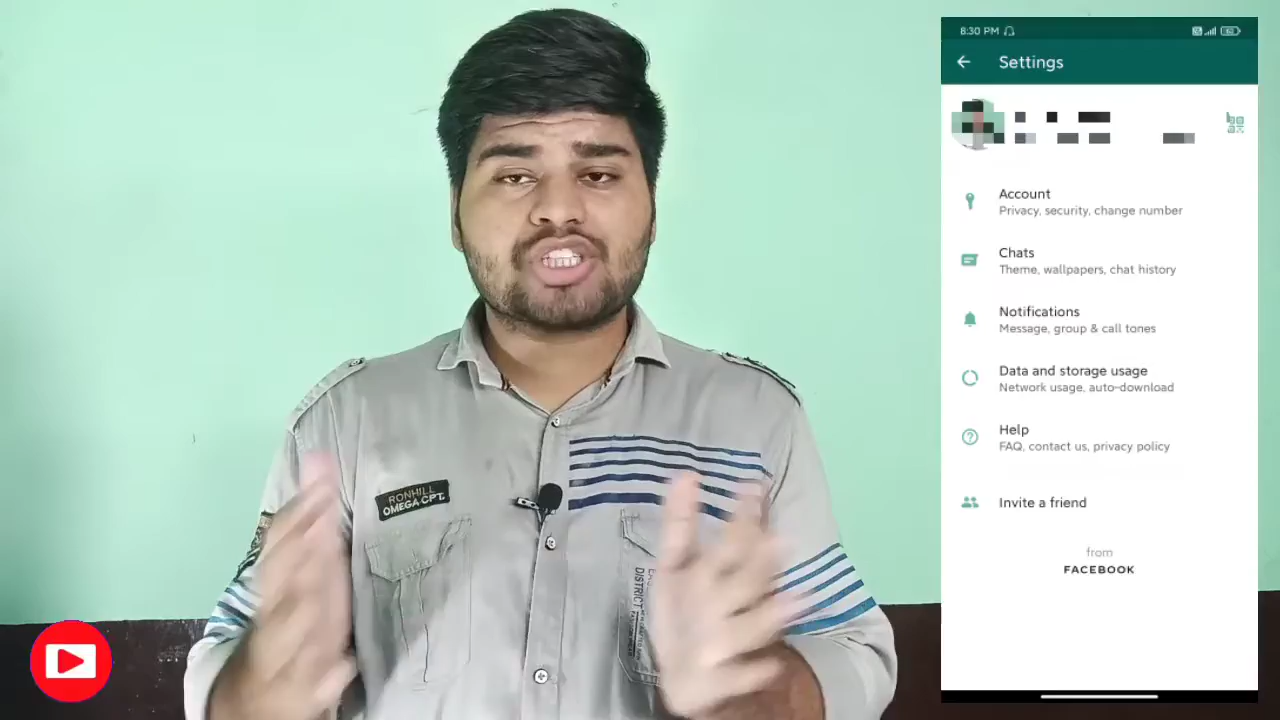 8:30 PM
Settings
Account
Privacy, security, change number
Chats
Theme, wallpapers, chat history
Notifications
Message, group & call tones
Data and storage usage
Network usage, auto-download
Help
FAQ, contact us, privacy policy
Invite a friend
from
FACEBOOK
RONHILL
OMEGA CPT.
DISTRICT